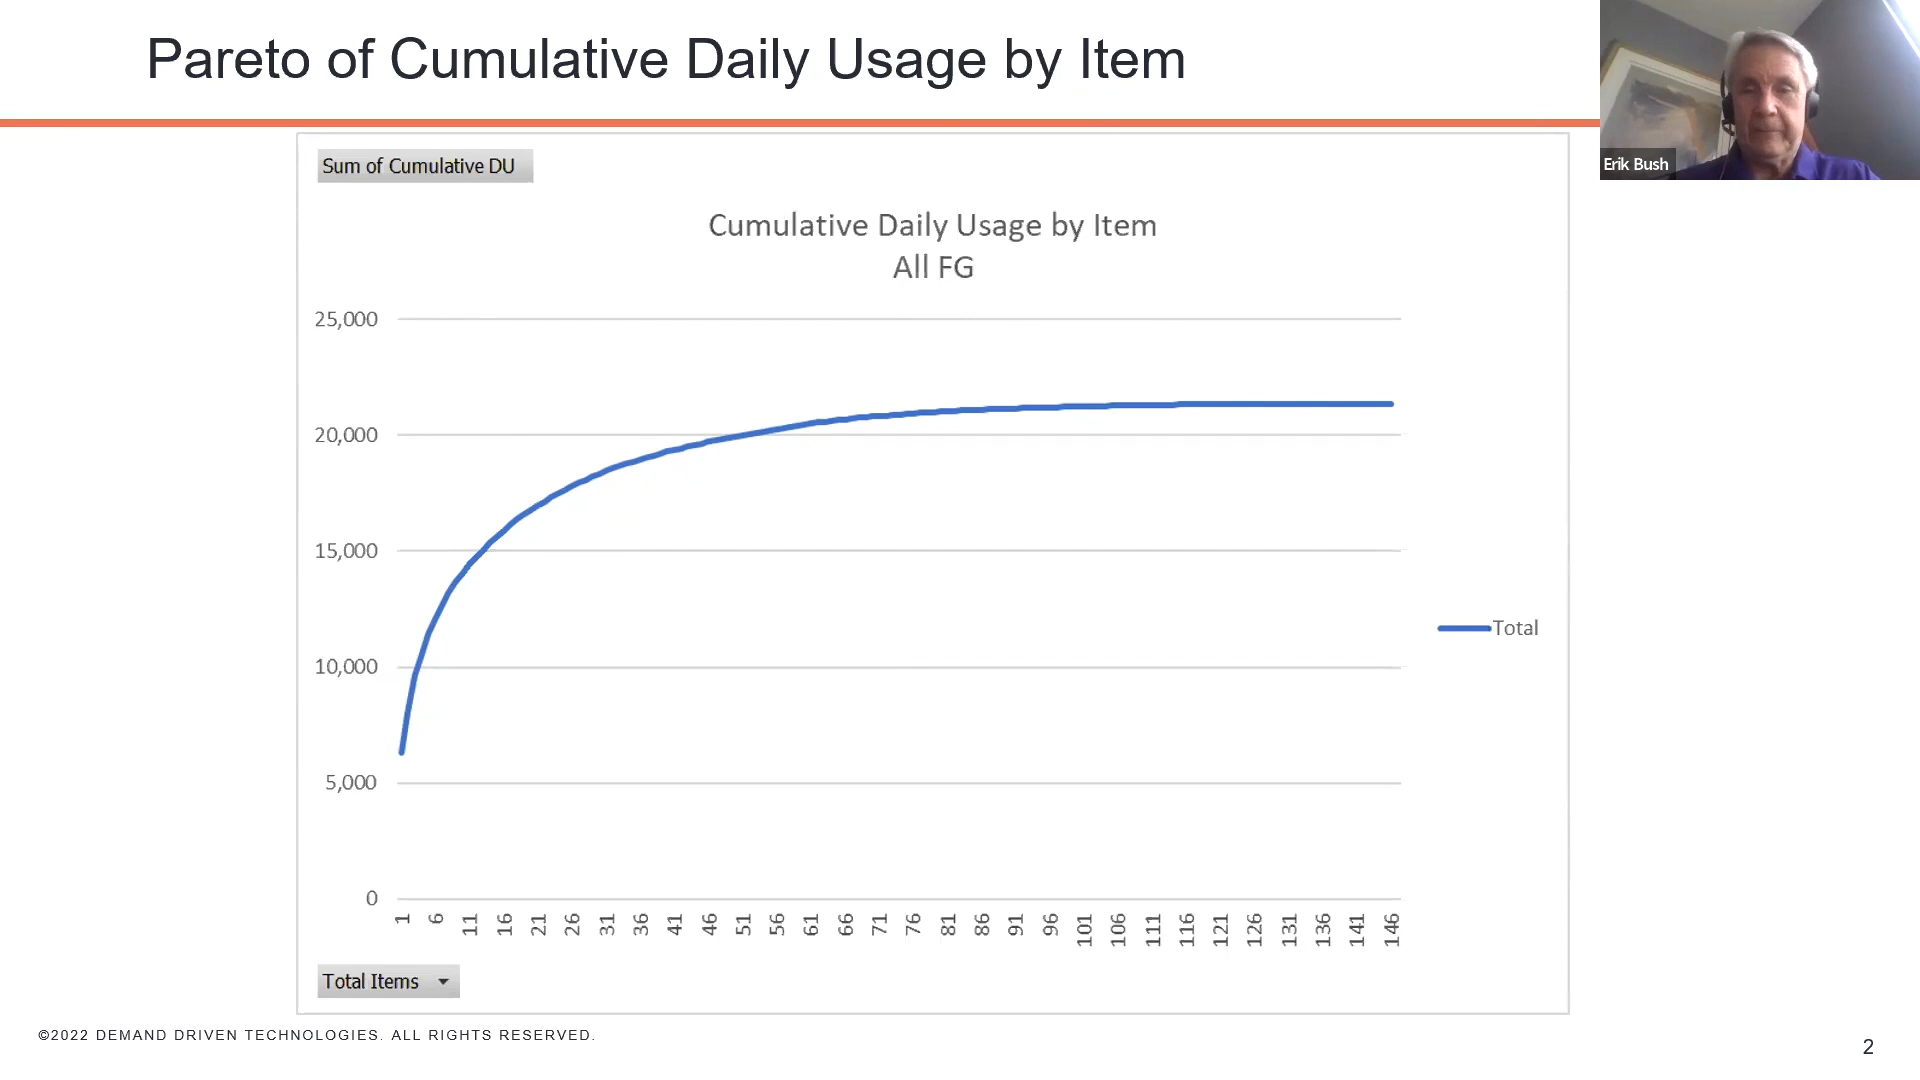 Pareto of Cumulative Daily Usage by Item
Erik Bush
Sum of Cumulative DU
Cumulative Daily Usage by Item
All FG
25,000
20,000
15,000
10,000
5,000
0
Total
1 6 11 16 21 26 31 36 41 46 51 56 61 66 71 76 81 86 91 96 101 106 111 116 121 126 131 136 141 146
Total Items
©2022 DEMAND DRIVEN TECHNOLOGIES. ALL RIGHTS RESERVED.
2